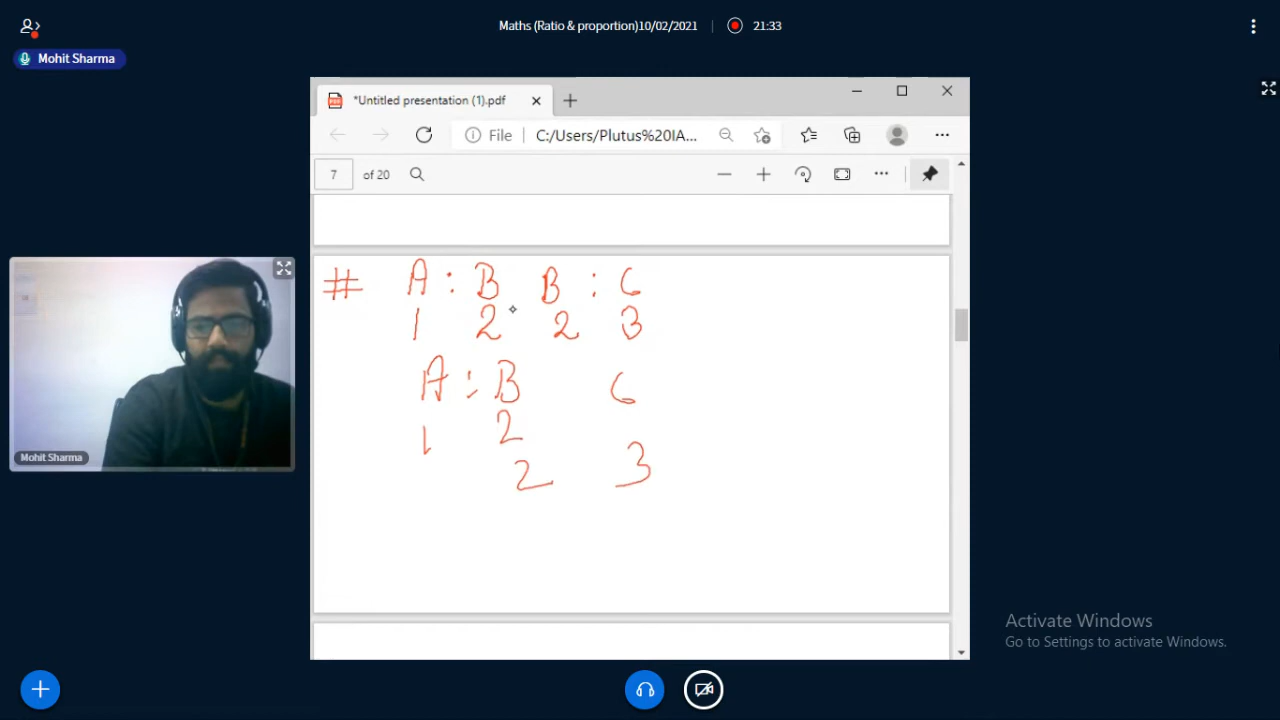 Maths (Ratio & proportion)10/02/2021 21:33
Mohit Sharma
*Untitled presentation (1).pdf
File C:/Users/Plutus%20IA...
7 of 20
# A : B B : C
1 2 2 3
A : B C
1 2
2 3
Mohit Sharma
Activate Windows
Go to Settings to activate Windows.